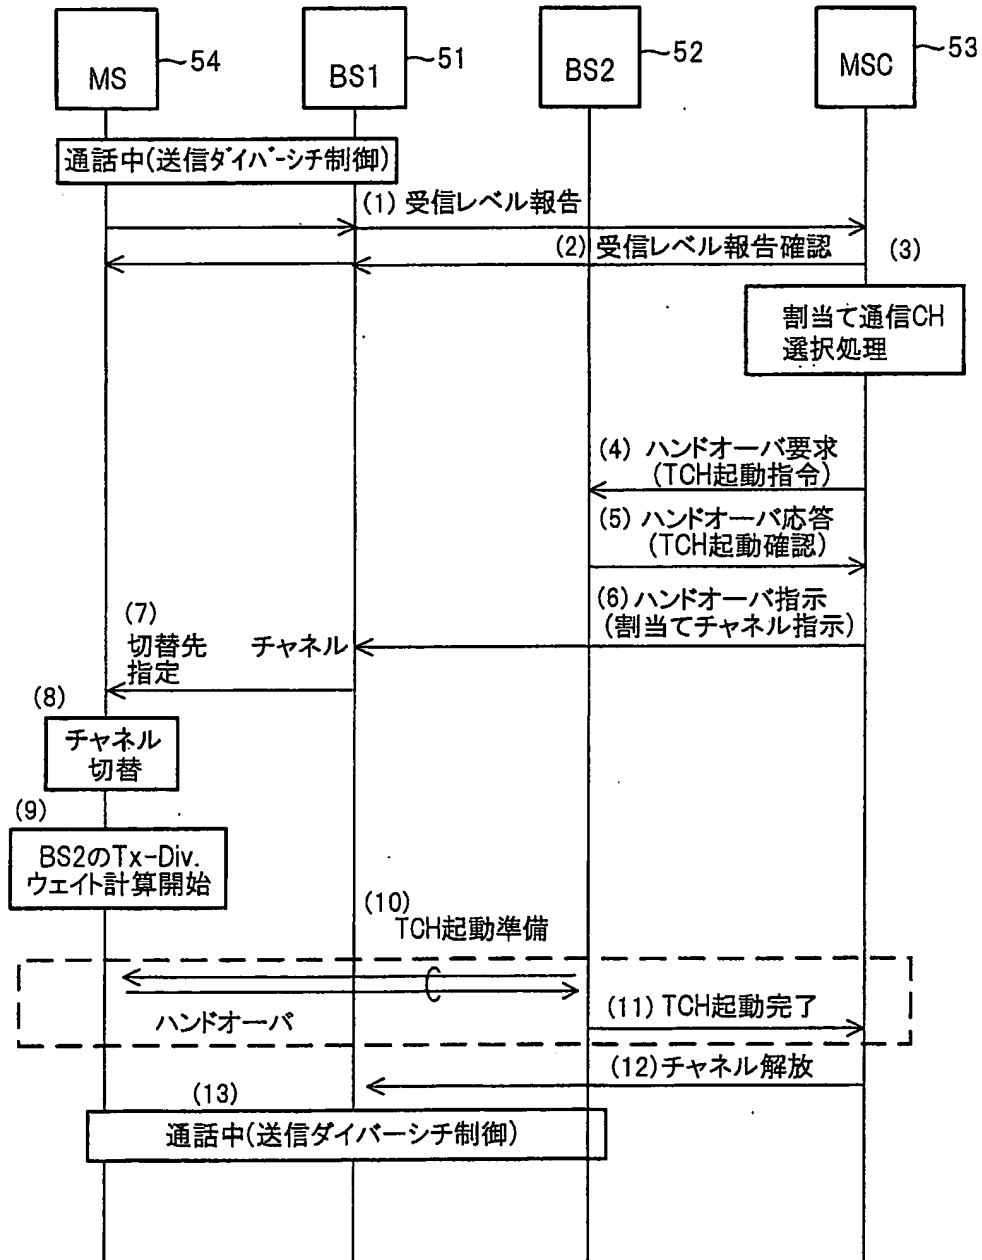 MS
54
BS1
51
BS2
52
MSC
53
通話中(送信ダイバーシチ制御)
(1) 受信レベル報告
(2) 受信レベル報告確認
(3)
割当て通信CH
選択処理
(4) ハンドオーバ要求
(TCH起動指令)
(5) ハンドオーバ応答
(TCH起動確認)
(6) ハンドオーバ指示
(割当てチャネル指示)
(7)
切替先 チャネル
指定
(8)
チャネル
切替
(9)
BS2のTx-Div.
ウェイト計算開始
(10)
TCH起動準備
ハンドオーバ
(11) TCH起動完了
(12)チャネル解放
(13)
通話中(送信ダイバーシチ制御)